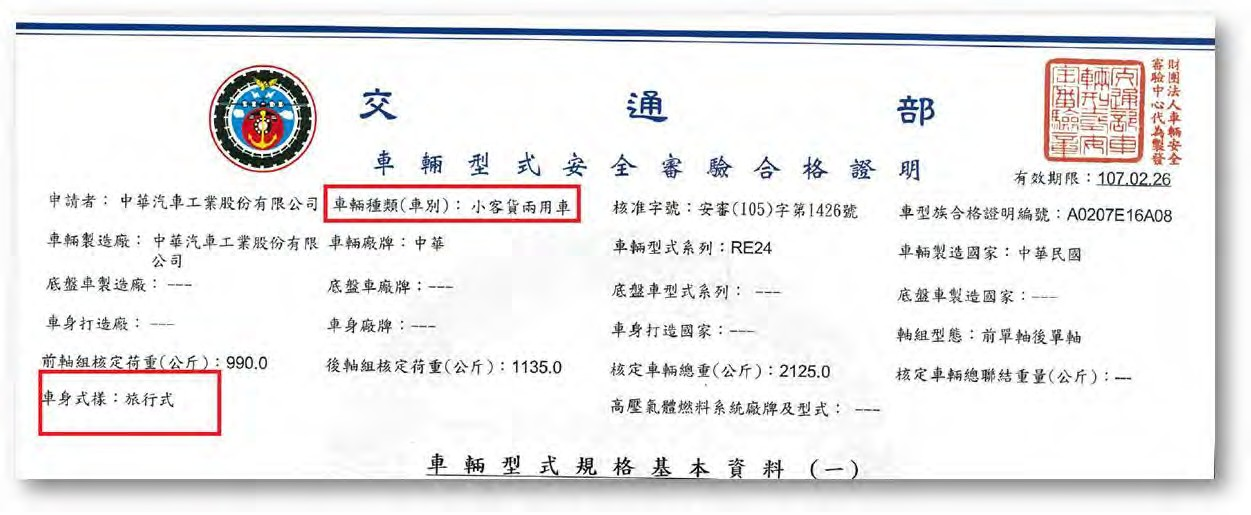 交通部
車輛型式安全審驗合格證明
財團法人車輛安全
審驗中心代為製發
有效期限：107.02.26
申請者：中華汽車工業股份有限公司 車輛種類(車別)：小客貨兩用車 核准字號：安審(105)字第1426號 車型族合格證明編號：A0207E16A08
車輛製造廠：中華汽車工業股份有限 車輛廠牌：中華 車輛型式系列：RE24 車輛製造國家：中華民國
公司
底盤車製造廠：--- 底盤車廠牌：--- 底盤車型式系列：--- 底盤車製造國家：---
車身打造廠：--- 車身廠牌：--- 車身打造國家：--- 軸組型態：前單軸後單軸
前軸組核定荷重(公斤)：990.0 後軸組核定荷重(公斤)：1135.0 核定車輛總重(公斤)：2125.0 核定車輛總聯結重量(公斤)：---
車身式樣：旅行式 高壓氣體燃料系統廠牌及型式：---
車輛型式規格基本資料(一)